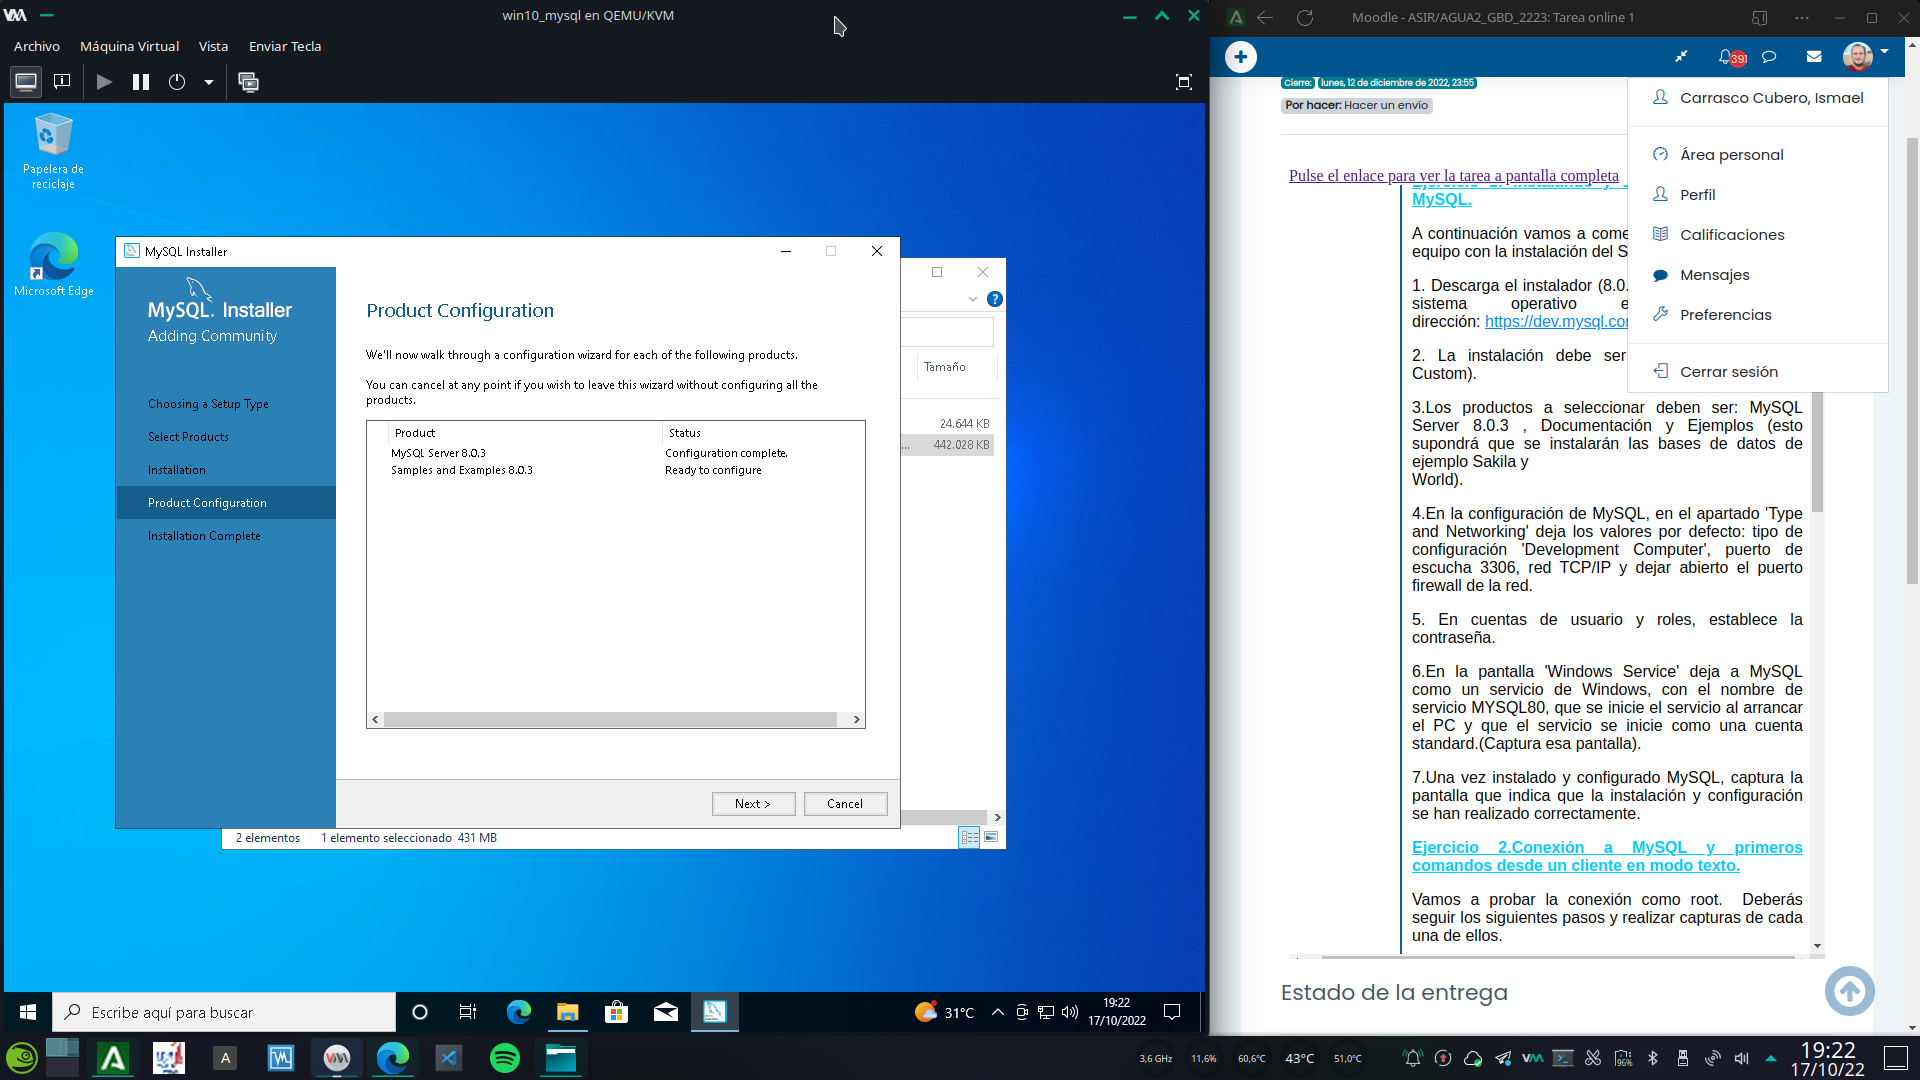 win10_mysql en QEMU/KVM
Archivo
Máquina Virtual
Vista
Enviar Tecla
Papelera de
reciclaje
Microsoft Edge
MySQL Installer
MySQL. Installer
Adding Community
Choosing a Setup Type
Select Products
Installation
Product Configuration
Installation Complete
Product Configuration
We'll now walk through a configuration wizard for each of the following products.
You can cancel at any point if you wish to leave this wizard without configuring all the
products.
Product Status
MySQL Server 8.0.3 Configuration complete.
Samples and Examples 8.0.3 Ready to configure
Next >
Cancel
Tamaño
24.644 KB
... 442.028 KB
2 elementos 1 elemento seleccionado 431 MB
Escribe aquí para buscar
31°C
19:22
17/10/2022
Moodle - ASIR/AGUA2_GBD_2223: Tarea online 1
391
Cierre: lunes, 12 de diciembre de 2022, 23:55
Por hacer: Hacer un envío
Carrasco Cubero, Ismael
Área personal
Perfil
Calificaciones
Mensajes
Preferencias
Cerrar sesión
Pulse el enlace para ver la tarea a pantalla completa
MySQL.
A continuación vamos a come
equipo con la instalación del S
1. Descarga el instalador (8.0.
sistema operativo e
dirección: https://dev.mysql.co
2. La instalación debe ser
Custom).
3.Los productos a seleccionar deben ser: MySQL
Server 8.0.3 , Documentación y Ejemplos (esto
supondrá que se instalarán las bases de datos de
ejemplo Sakila y
World).
4.En la configuración de MySQL, en el apartado 'Type
and Networking' deja los valores por defecto: tipo de
configuración 'Development Computer', puerto de
escucha 3306, red TCP/IP y dejar abierto el puerto
firewall de la red.
5. En cuentas de usuario y roles, establece la
contraseña.
6.En la pantalla 'Windows Service' deja a MySQL
como un servicio de Windows, con el nombre de
servicio MYSQL80, que se inicie el servicio al arrancar
el PC y que el servicio se inicie como una cuenta
standard.(Captura esa pantalla).
7.Una vez instalado y configurado MySQL, captura la
pantalla que indica que la instalación y configuración
se han realizado correctamente.
Ejercicio 2.Conexión a MySQL y primeros
comandos desde un cliente en modo texto.
Vamos a probar la conexión como root. Deberás
seguir los siguientes pasos y realizar capturas de cada
una de ellos.
Estado de la entrega
3,6 GHz
11,6%
60,6°C
43°C
51,0°C
96%
19:22
17/10/22